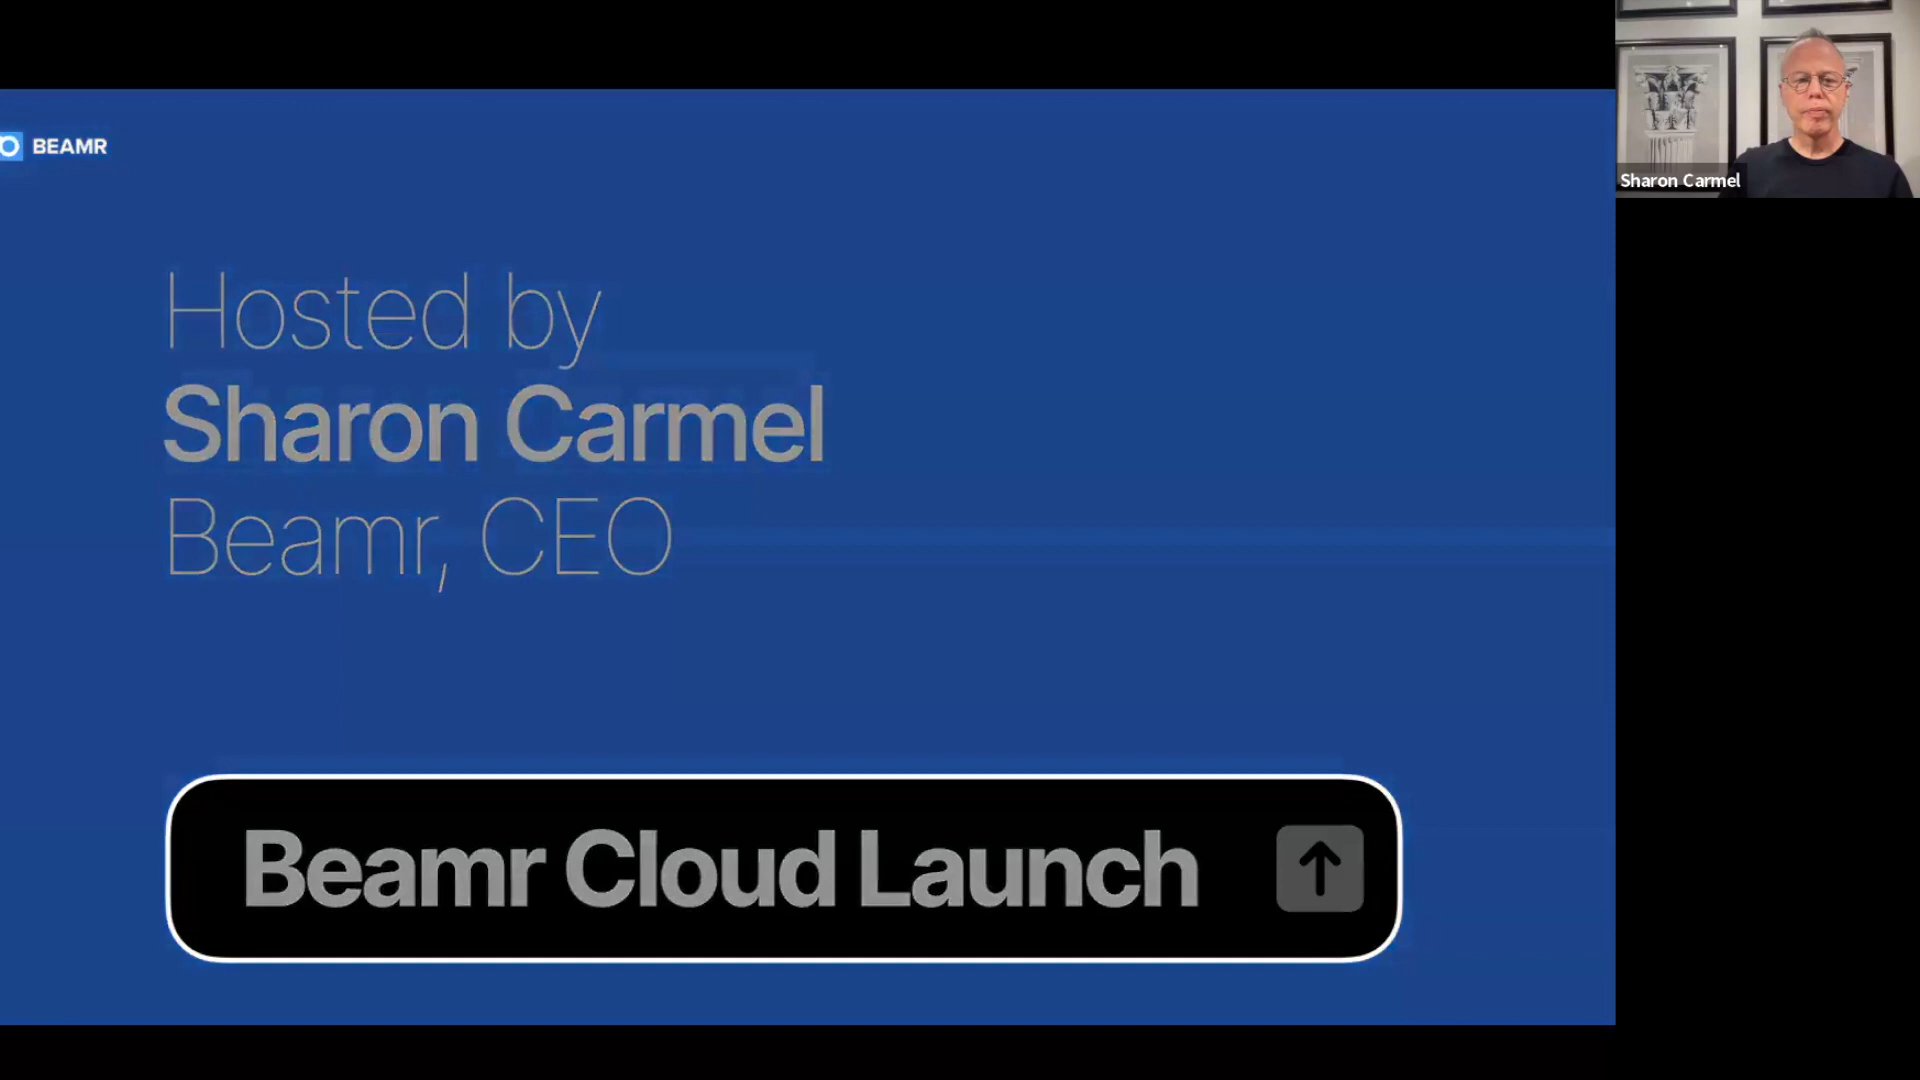 BEAMR
Sharon Carmel
Hosted by
Sharon Carmel
Beamr, CEO
Beamr Cloud Launch